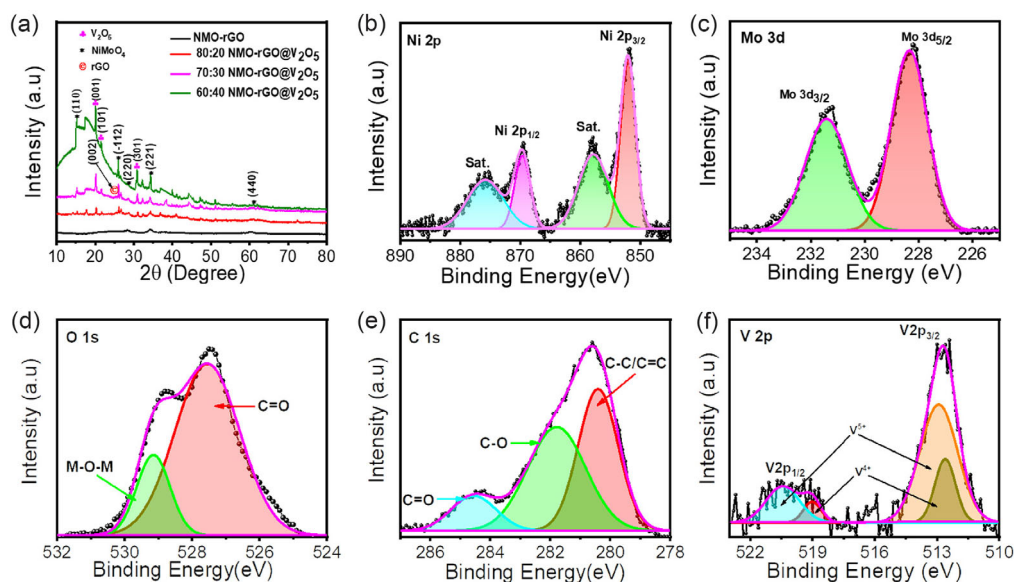 (a)
V₂O₅
NiMoO₄
rGO
NMO-rGO
80:20 NMO-rGO@V₂O₅
70:30 NMO-rGO@V₂O₅
60:40 NMO-rGO@V₂O₅
(110)
(002)
(001)
(101)
(-112)
(220)
(301)
(221)
(440)
Intensity (a.u)
10 20 30 40 50 60 70 80
2θ (Degree)
(b)
Ni 2p
Ni 2p₃/₂
Ni 2p₁/₂
Sat.
Sat.
Intensity (a.u)
890 880 870 860 850
Binding Energy (eV)
(c)
Mo 3d
Mo 3d₅/₂
Mo 3d₃/₂
Intensity (a.u)
234 231 228 225
Binding Energy (eV)
(d)
O 1s
C=O
M-O-M
Intensity (a.u)
532 530 528 526 524
Binding Energy(eV)
(e)
C 1s
C-C/C=C
C-O
C=O
Intensity (a.u)
286 284 282 280 278
Binding Energy(eV)
(f)
V 2p
V2p₃/₂
V⁵⁺
V2p₁/₂
V⁴⁺
Intensity (a.u)
522 519 516 513 510
Binding Energy (eV)